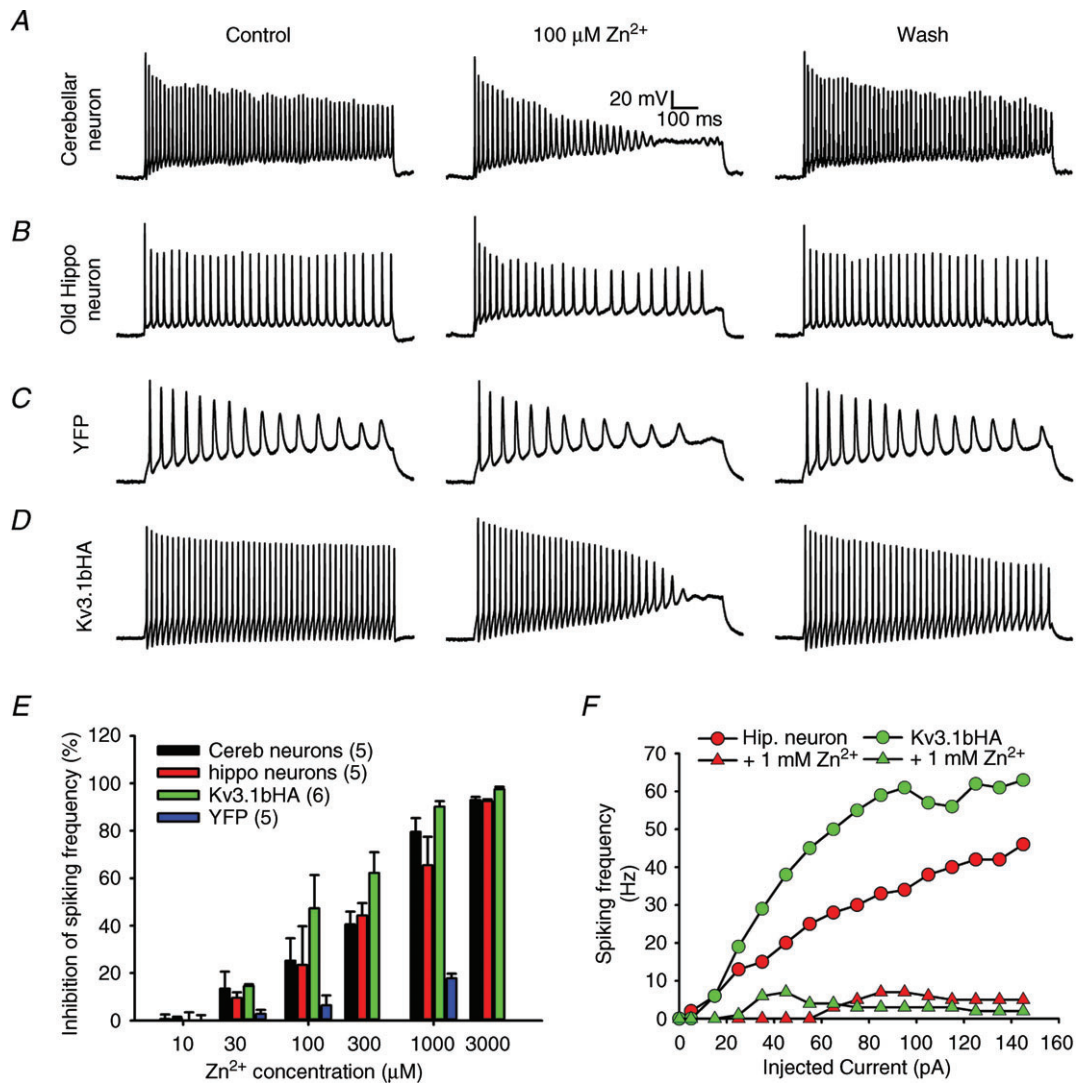 A
Control
100 μM Zn²⁺
Wash
Cerebellar neuron
20 mV
100 ms
B
Old Hippo neuron
C
YFP
D
Kv3.1bHA
E
Inhibition of spiking frequency (%)
120
100
80
60
40
20
0
Cereb neurons (5)
hippo neurons (5)
Kv3.1bHA (6)
YFP (5)
10 30 100 300 1000 3000
Zn²⁺ concentration (μM)
F
Hip. neuron
Kv3.1bHA
+ 1 mM Zn²⁺
+ 1 mM Zn²⁺
Spiking frequency (Hz)
70
60
50
40
30
20
10
0
0 20 40 60 80 100 120 140 160
Injected Current (pA)